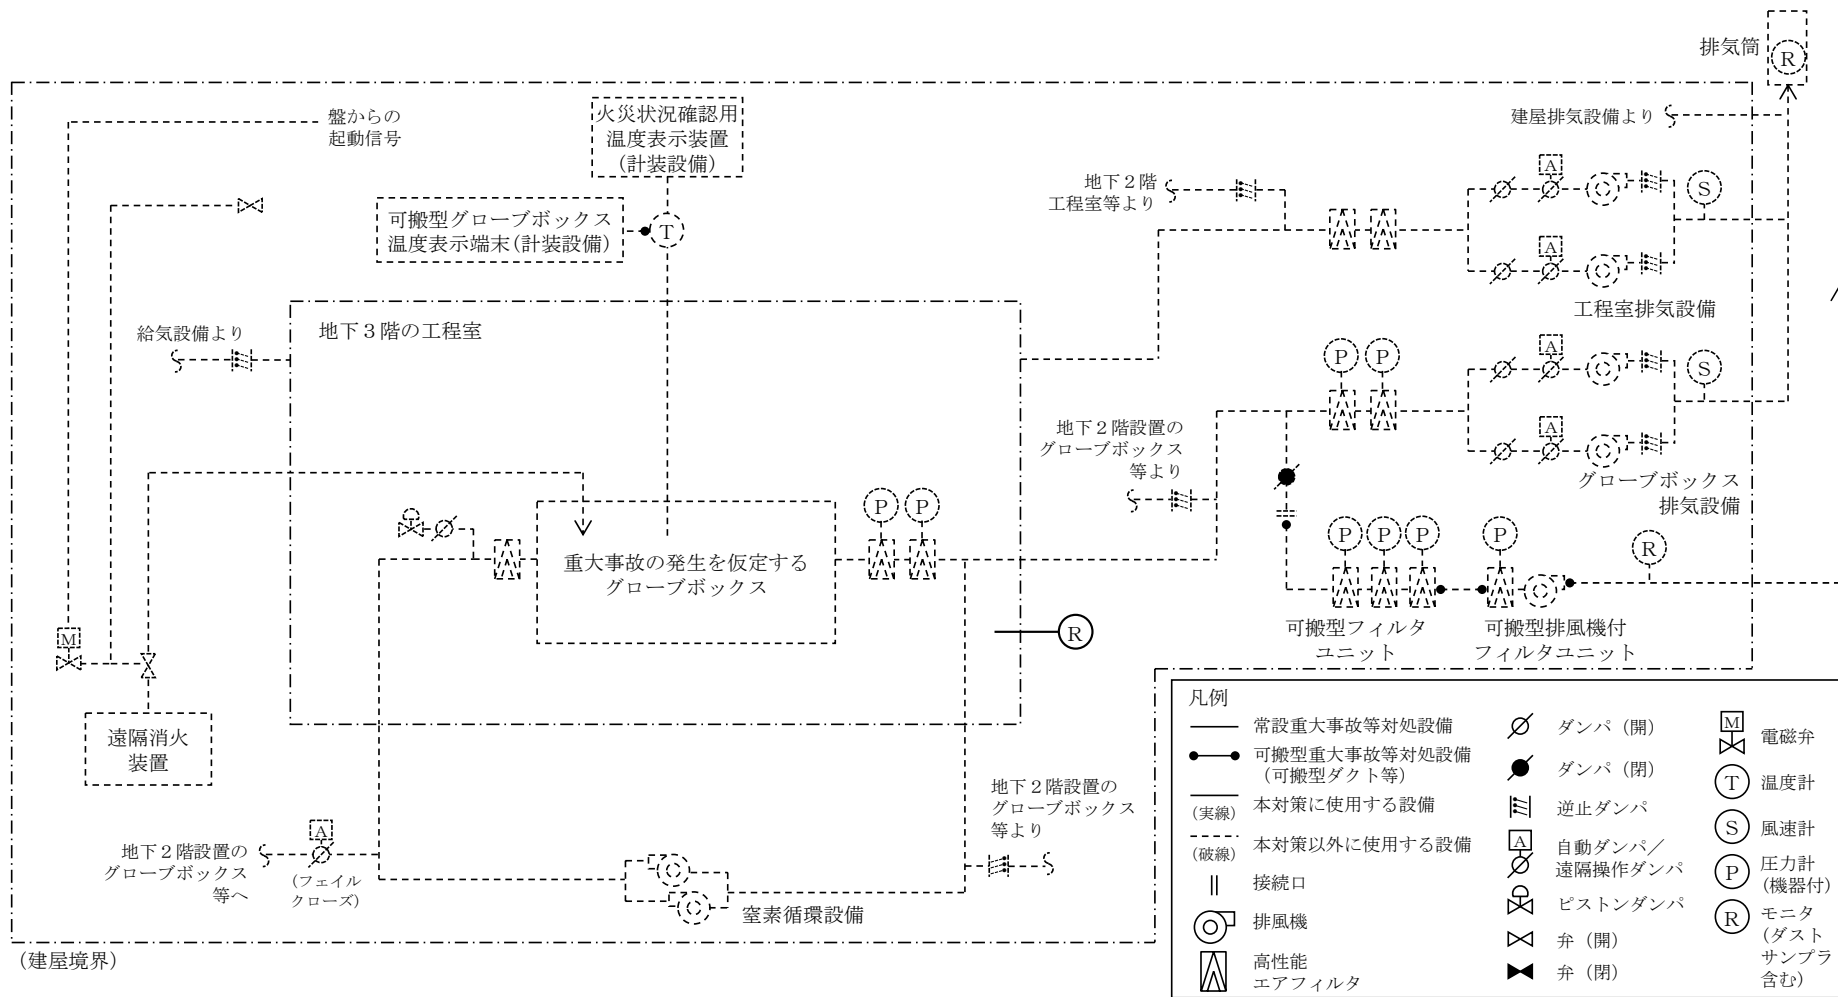 排気筒
R
建屋排気設備より
盤からの
起動信号
火災状況確認用
温度表示装置
(計装設備)
可搬型グローブボックス
温度表示端末(計装設備)
T
地下２階
工程室等より
A
S
A
工程室排気設備
給気設備より
地下３階の工程室
P
P
A
S
A
グローブボックス
排気設備
地下２階設置の
グローブボックス
等より
P
P
重大事故の発生を仮定する
グローブボックス
P
P
P
P
R
可搬型フィルタ
ユニット
可搬型排風機付
フィルタユニット
R
M
遠隔消火
装置
地下２階設置の
グローブボックス
等へ
A
(フェイル
クローズ)
窒素循環設備
地下２階設置の
グローブボックス
等より
(建屋境界)
凡例
常設重大事故等対処設備
可搬型重大事故等対処設備
（可搬型ダクト等）
(実線)
本対策に使用する設備
(破線)
本対策以外に使用する設備
接続口
排風機
高性能
エアフィルタ
ダンパ（開）
ダンパ（閉）
逆止ダンパ
A
自動ダンパ／
遠隔操作ダンパ
ピストンダンパ
弁（開）
弁（閉）
M
電磁弁
T
温度計
S
風速計
P
圧力計
(機器付)
R
モニタ
(ダスト
サンプラ
含む)